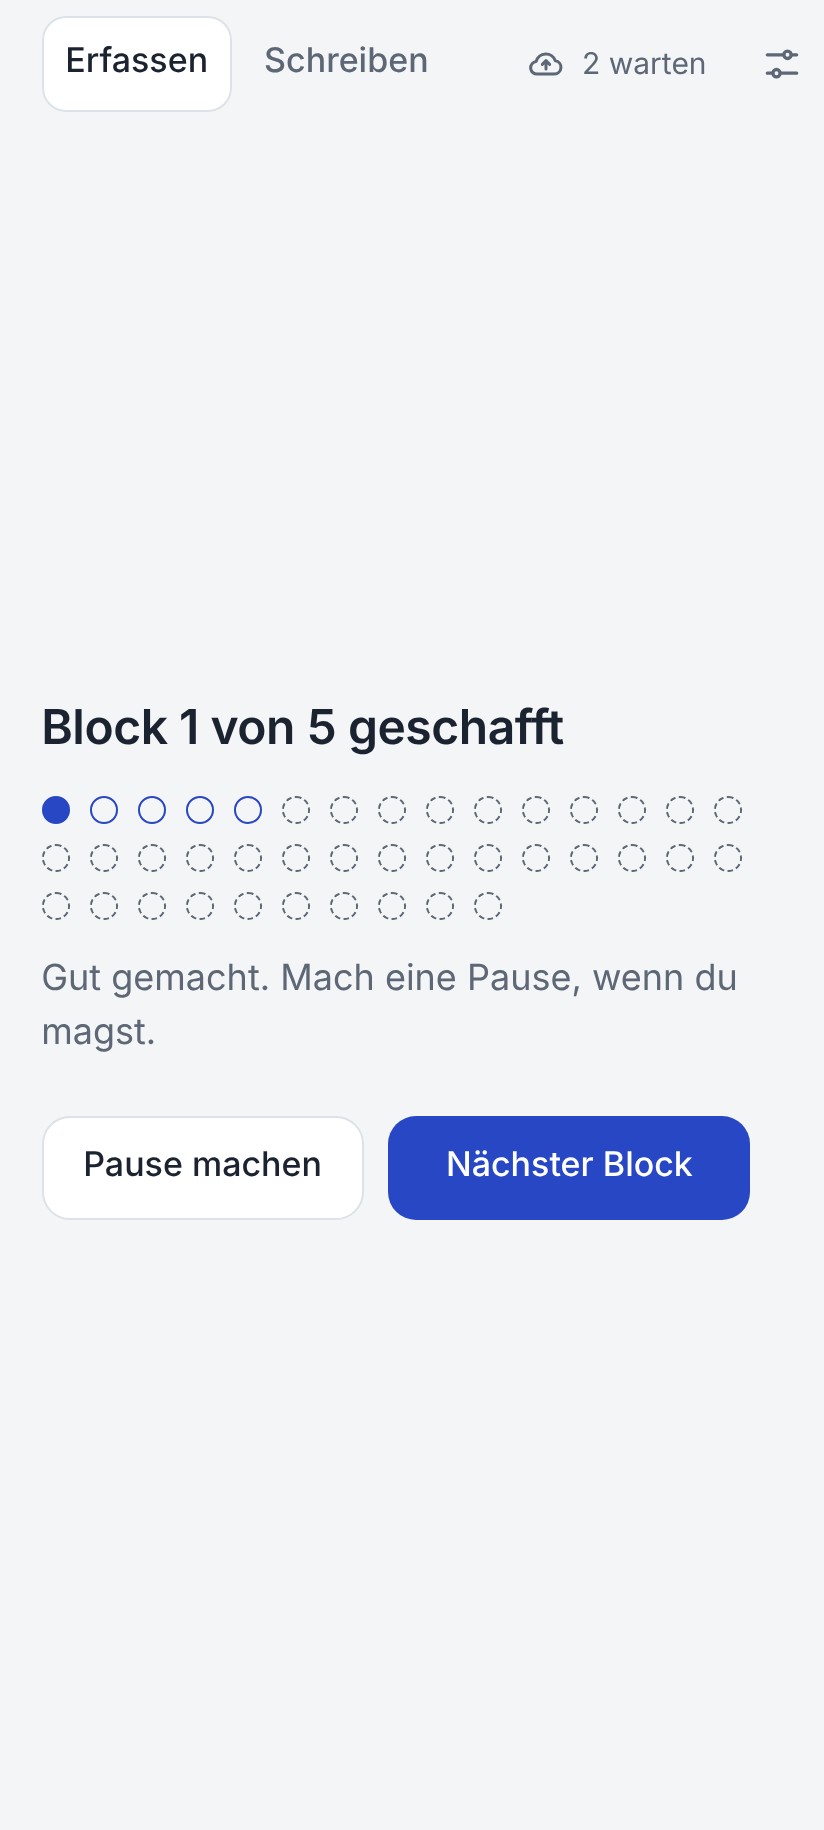 Erfassen Schreiben 2 warten
Block 1 von 5 geschafft
Gut gemacht. Mach eine Pause, wenn du
magst.
Pause machen Nächster Block